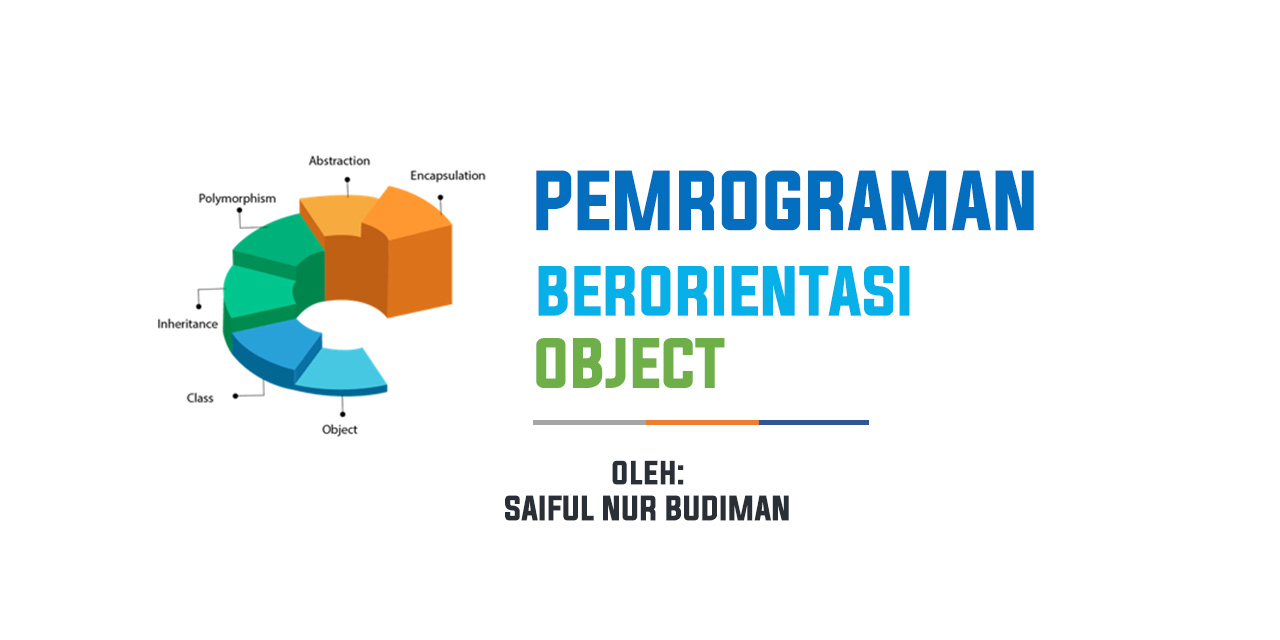 Abstraction
Encapsulation
Polymorphism
Inheritance
Class
Object
PEMROGRAMAN
BERORIENTASI
OBJECT
OLEH:
SAIFUL NUR BUDIMAN